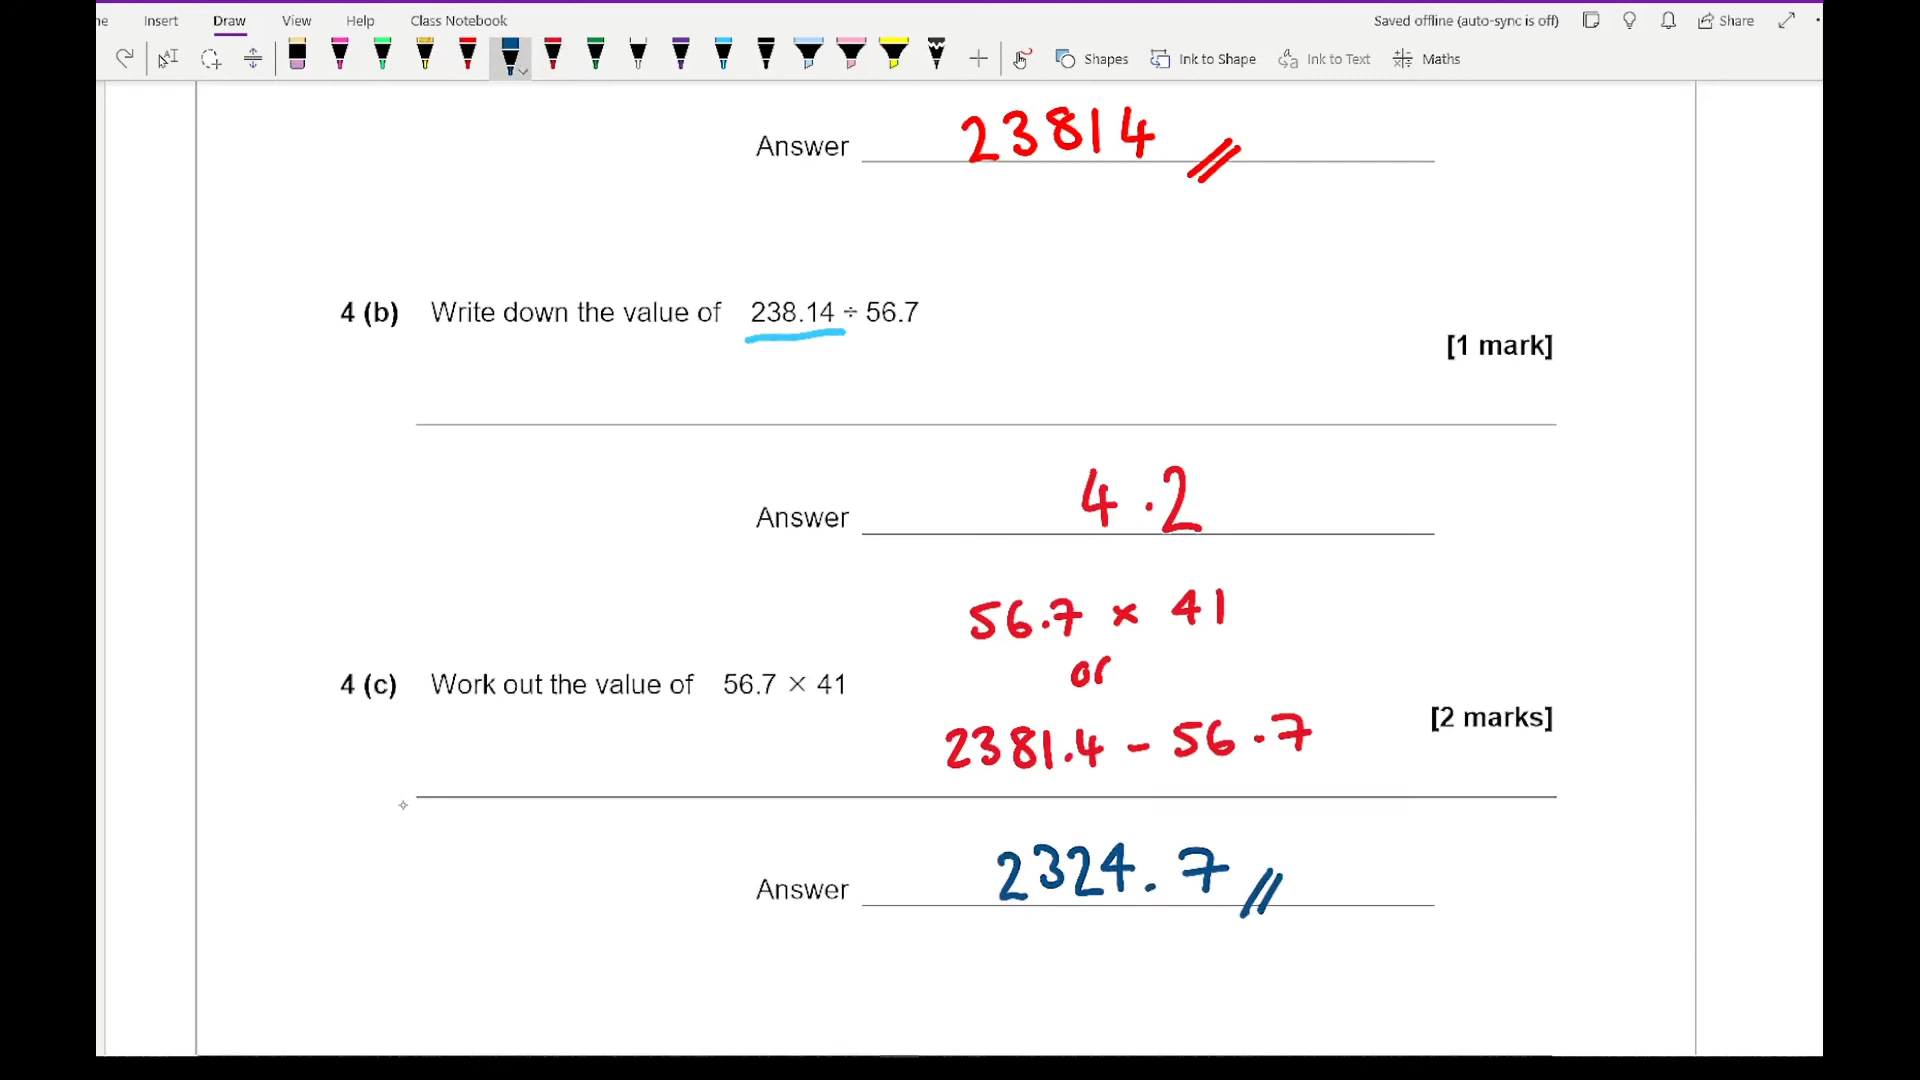 Insert Draw View Help Class Notebook Saved offline (auto-sync is off) Share
Shapes Ink to Shape Ink to Text Maths
Answer 23814
4 (b) Write down the value of 238.14 ÷ 56.7
[1 mark]
Answer 4.2
56.7 × 41
or
4 (c) Work out the value of 56.7 × 41
[2 marks]
2381.4 - 56.7
Answer 2324.7